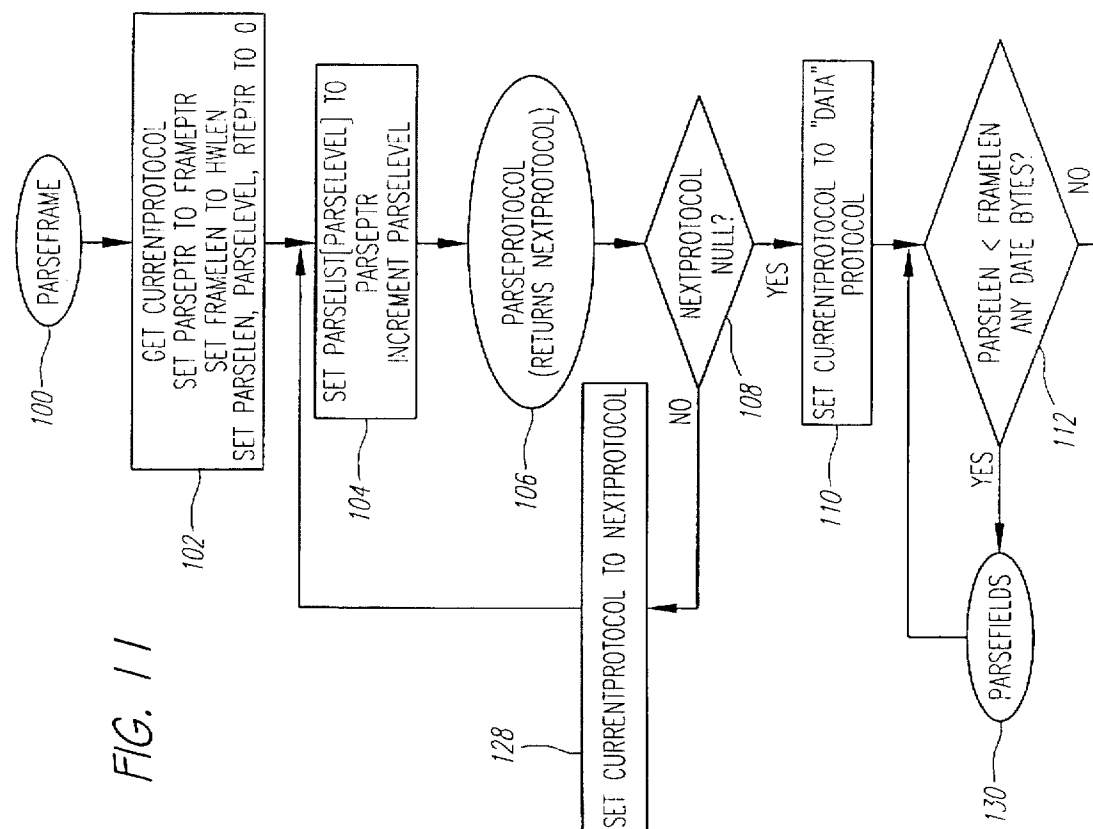 FIG. 11
PARSEFRAME
100
GET CURRENTPROTOCOL
SET PARSEPTR TO FRAMEPTR
SET FRAMELEN TO HWLEN
SET PARSELEN, PARSELEVEL, RTEPTR TO 0
102
SET PARSELIST[PARSELEVEL] TO
PARSEPTR
INCREMENT PARSELEVEL
104
PARSEPROTOCOL
(RETURNS NEXTPROTOCOL)
106
NEXTPROTOCOL
NULL?
108
NO
YES
SET CURRENTPROTOCOL TO NEXTPROTOCOL
128
SET CURRENTPROTOCOL TO "DATA"
PROTOCOL
110
PARSELEN < FRAMELEN
ANY DATE BYTES?
112
YES
NO
PARSEFIELDS
130